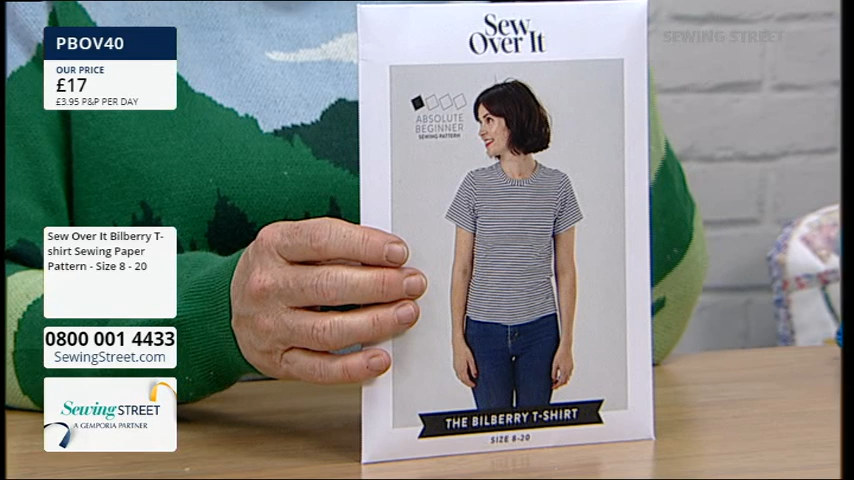 PBOV40
OUR PRICE
£17
£3.95 P&P PER DAY
Sew Over It Bilberry T-
shirt Sewing Paper
Pattern - Size 8 - 20
0800 001 4433
SewingStreet.com
Sewing STREET
A GEMPORIA PARTNER
Sew
Over It
ABSOLUTE
BEGINNER
SEWING PATTERN
THE BILBERRY T-SHIRT
SIZE 8-20
SEWING STREET